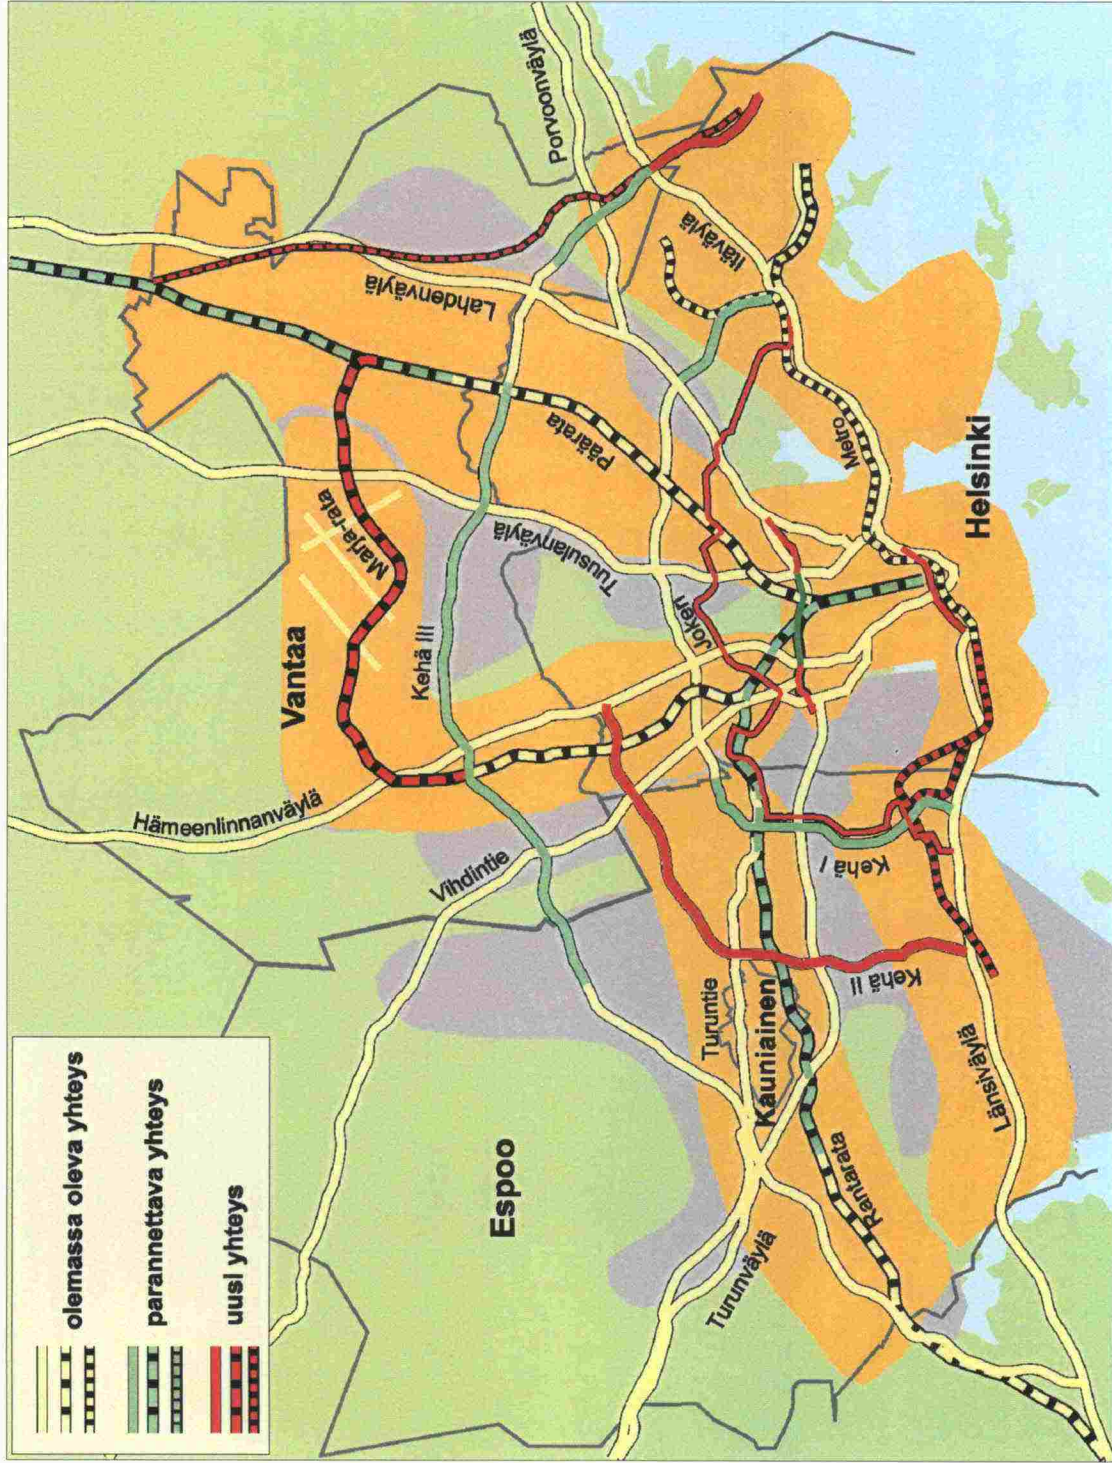 olemassa oleva yhteys
parannettava yhteys
uusi yhteys
Porvoonväylä
Itäväylä
Lahdenväylä
Metro
Päärata
Helsinki
Tuusulanväylä
Marja-rata
Jokeri
Kehä III
Vantaa
Hämeenlinnanväylä
Vihdintie
Kehä I
Kehä II
Turuntie
Kauniainen
Länsiväylä
Espoo
Rantarata
Turunväylä